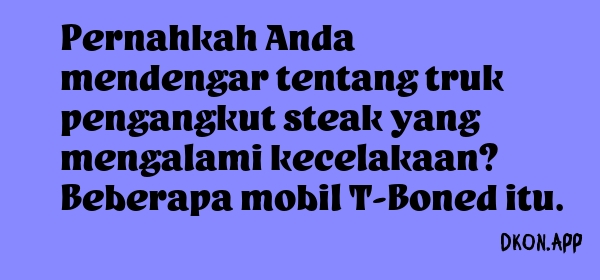 Pernahkah Anda
mendengar tentang truk
pengangkut steak yang
mengalami kecelakaan?
Beberapa mobil T-Boned itu.
DKON.APP